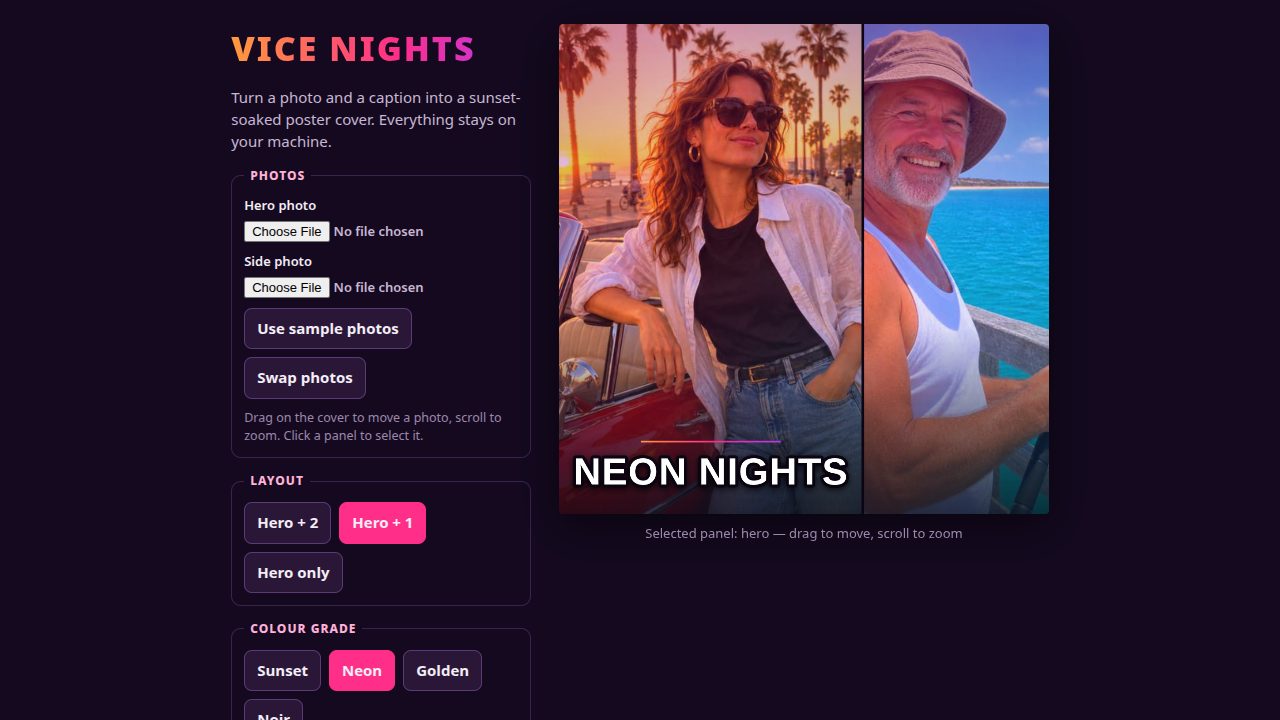 VICE NIGHTS
Turn a photo and a caption into a sunset-
soaked poster cover. Everything stays on
your machine.
PHOTOS
Hero photo
Choose File No file chosen
Side photo
Choose File No file chosen
Use sample photos
Swap photos
Drag on the cover to move a photo, scroll to
zoom. Click a panel to select it.
LAYOUT
Hero + 2 Hero + 1
Hero only
COLOUR GRADE
Sunset Neon Golden
Noir
NEON NIGHTS
Selected panel: hero — drag to move, scroll to zoom